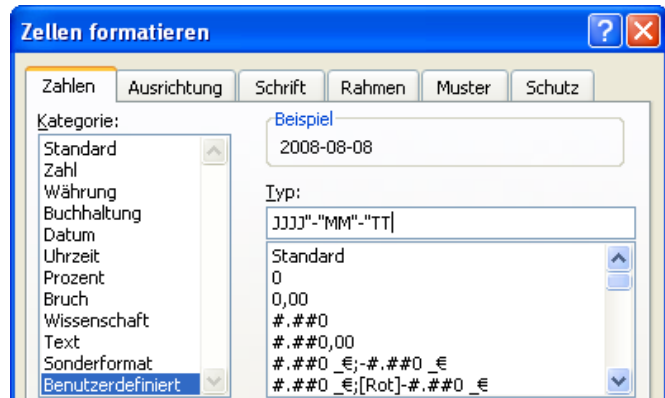 Zellen formatieren
Zahlen Ausrichtung Schrift Rahmen Muster Schutz
Kategorie:
Standard
Zahl
Währung
Buchhaltung
Datum
Uhrzeit
Prozent
Bruch
Wissenschaft
Text
Sonderformat
Benutzerdefiniert
Beispiel
2008-08-08
Typ:
JJJJ"-"MM"-"TT
Standard
0
0,00
#.##0
#.##0,00
#.##0 _€;-#.##0 _€
#.##0 _€;[Rot]-#.##0 _€